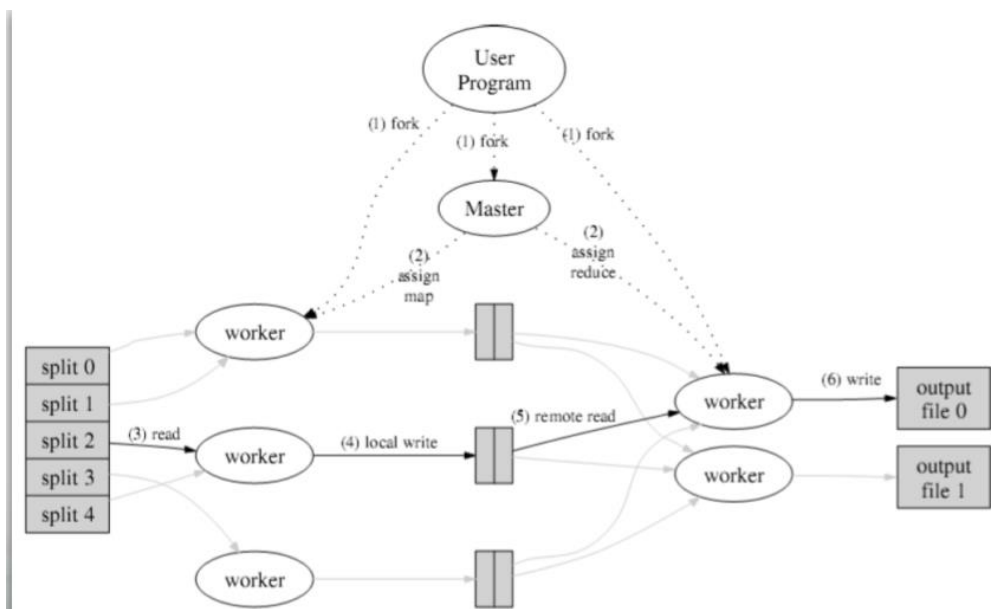 User
Program
(1) fork
(1) fork
(1) fork
Master
(2)
assign
map
(2)
assign
reduce
worker
split 0
split 1
split 2
split 3
split 4
(3) read
worker
(4) local write
(5) remote read
worker
(6) write
output
file 0
worker
output
file 1
worker